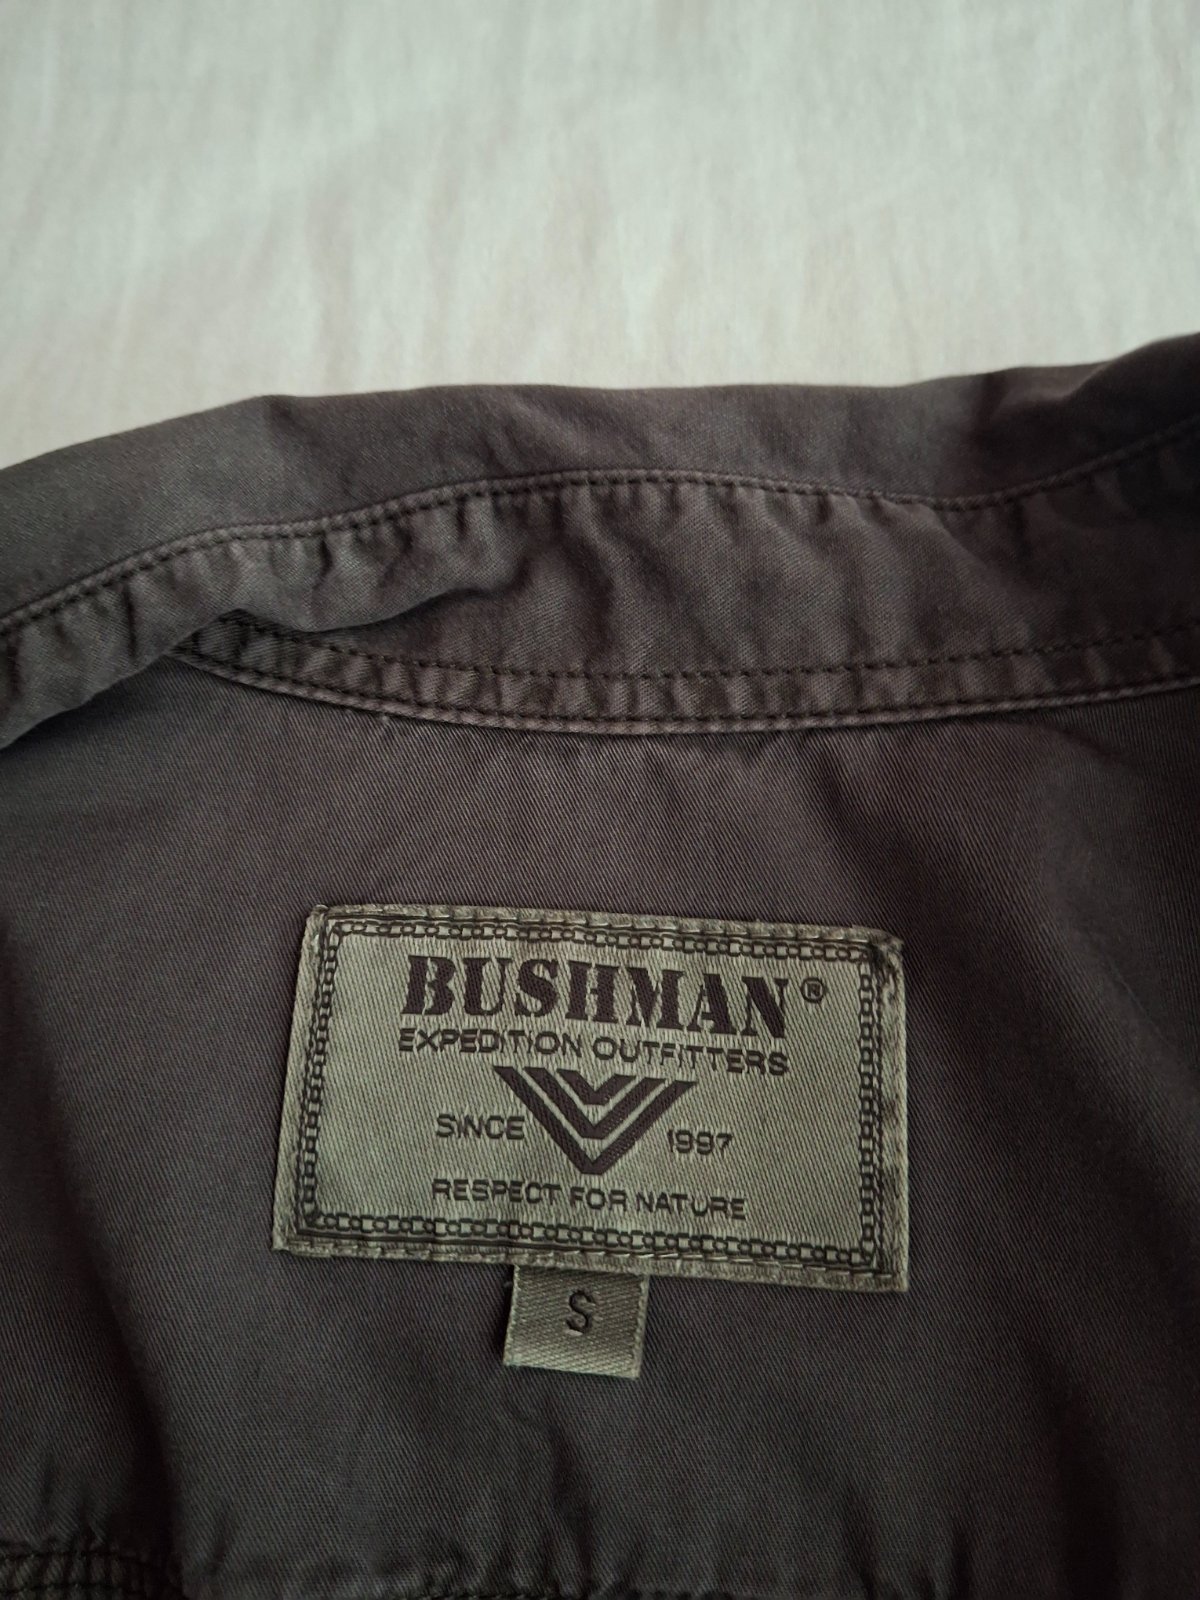 BUSHMAN®
EXPEDITION OUTFITTERS
SINCE 1997
RESPECT FOR NATURE
S